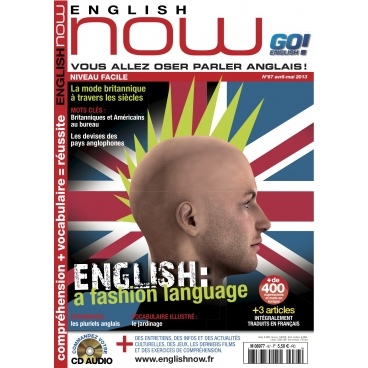 ENGLISH
now
GO!
ENGLISH!
VOUS ALLEZ OSER PARLER ANGLAIS!
NIVEAU FACILE
N°67 avril-mai 2013
La mode britannique
à travers les siècles
MOTS CLÉS :
Britanniques et Américains
au bureau
Les devises des
pays anglophones
ENGLISH now
compréhension + vocabulaire = réussite
ENGLISH:
a fashion language
+ de
400
+3 articles
INTÉGRALEMENT
TRADUITS EN FRANÇAIS
les pluriels anglais
VOCABULAIRE ILLUSTRÉ :
le jardinage
COMMANDEZ VOTRE
CD AUDIO
+ DES ENTRETIENS, DES INFOS ET DES ACTUALITÉS
CULTURELLES, DES JEUX, LES DERNIERS FILMS
ET DES EXERCICES DE COMPRÉHENSION.
www.englishnow.fr